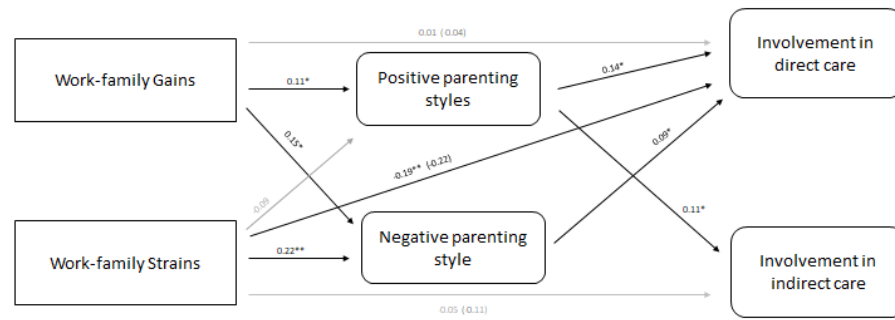 0.01 (0.04)
Work-family Gains
0.11*
Positive parenting
styles
0.14*
Involvement in
direct care
0.15*
-0.09
-0.19** (-0.22)
0.09*
0.11*
Work-family Strains
0.22**
Negative parenting
style
Involvement in
indirect care
0.05 (0.11)